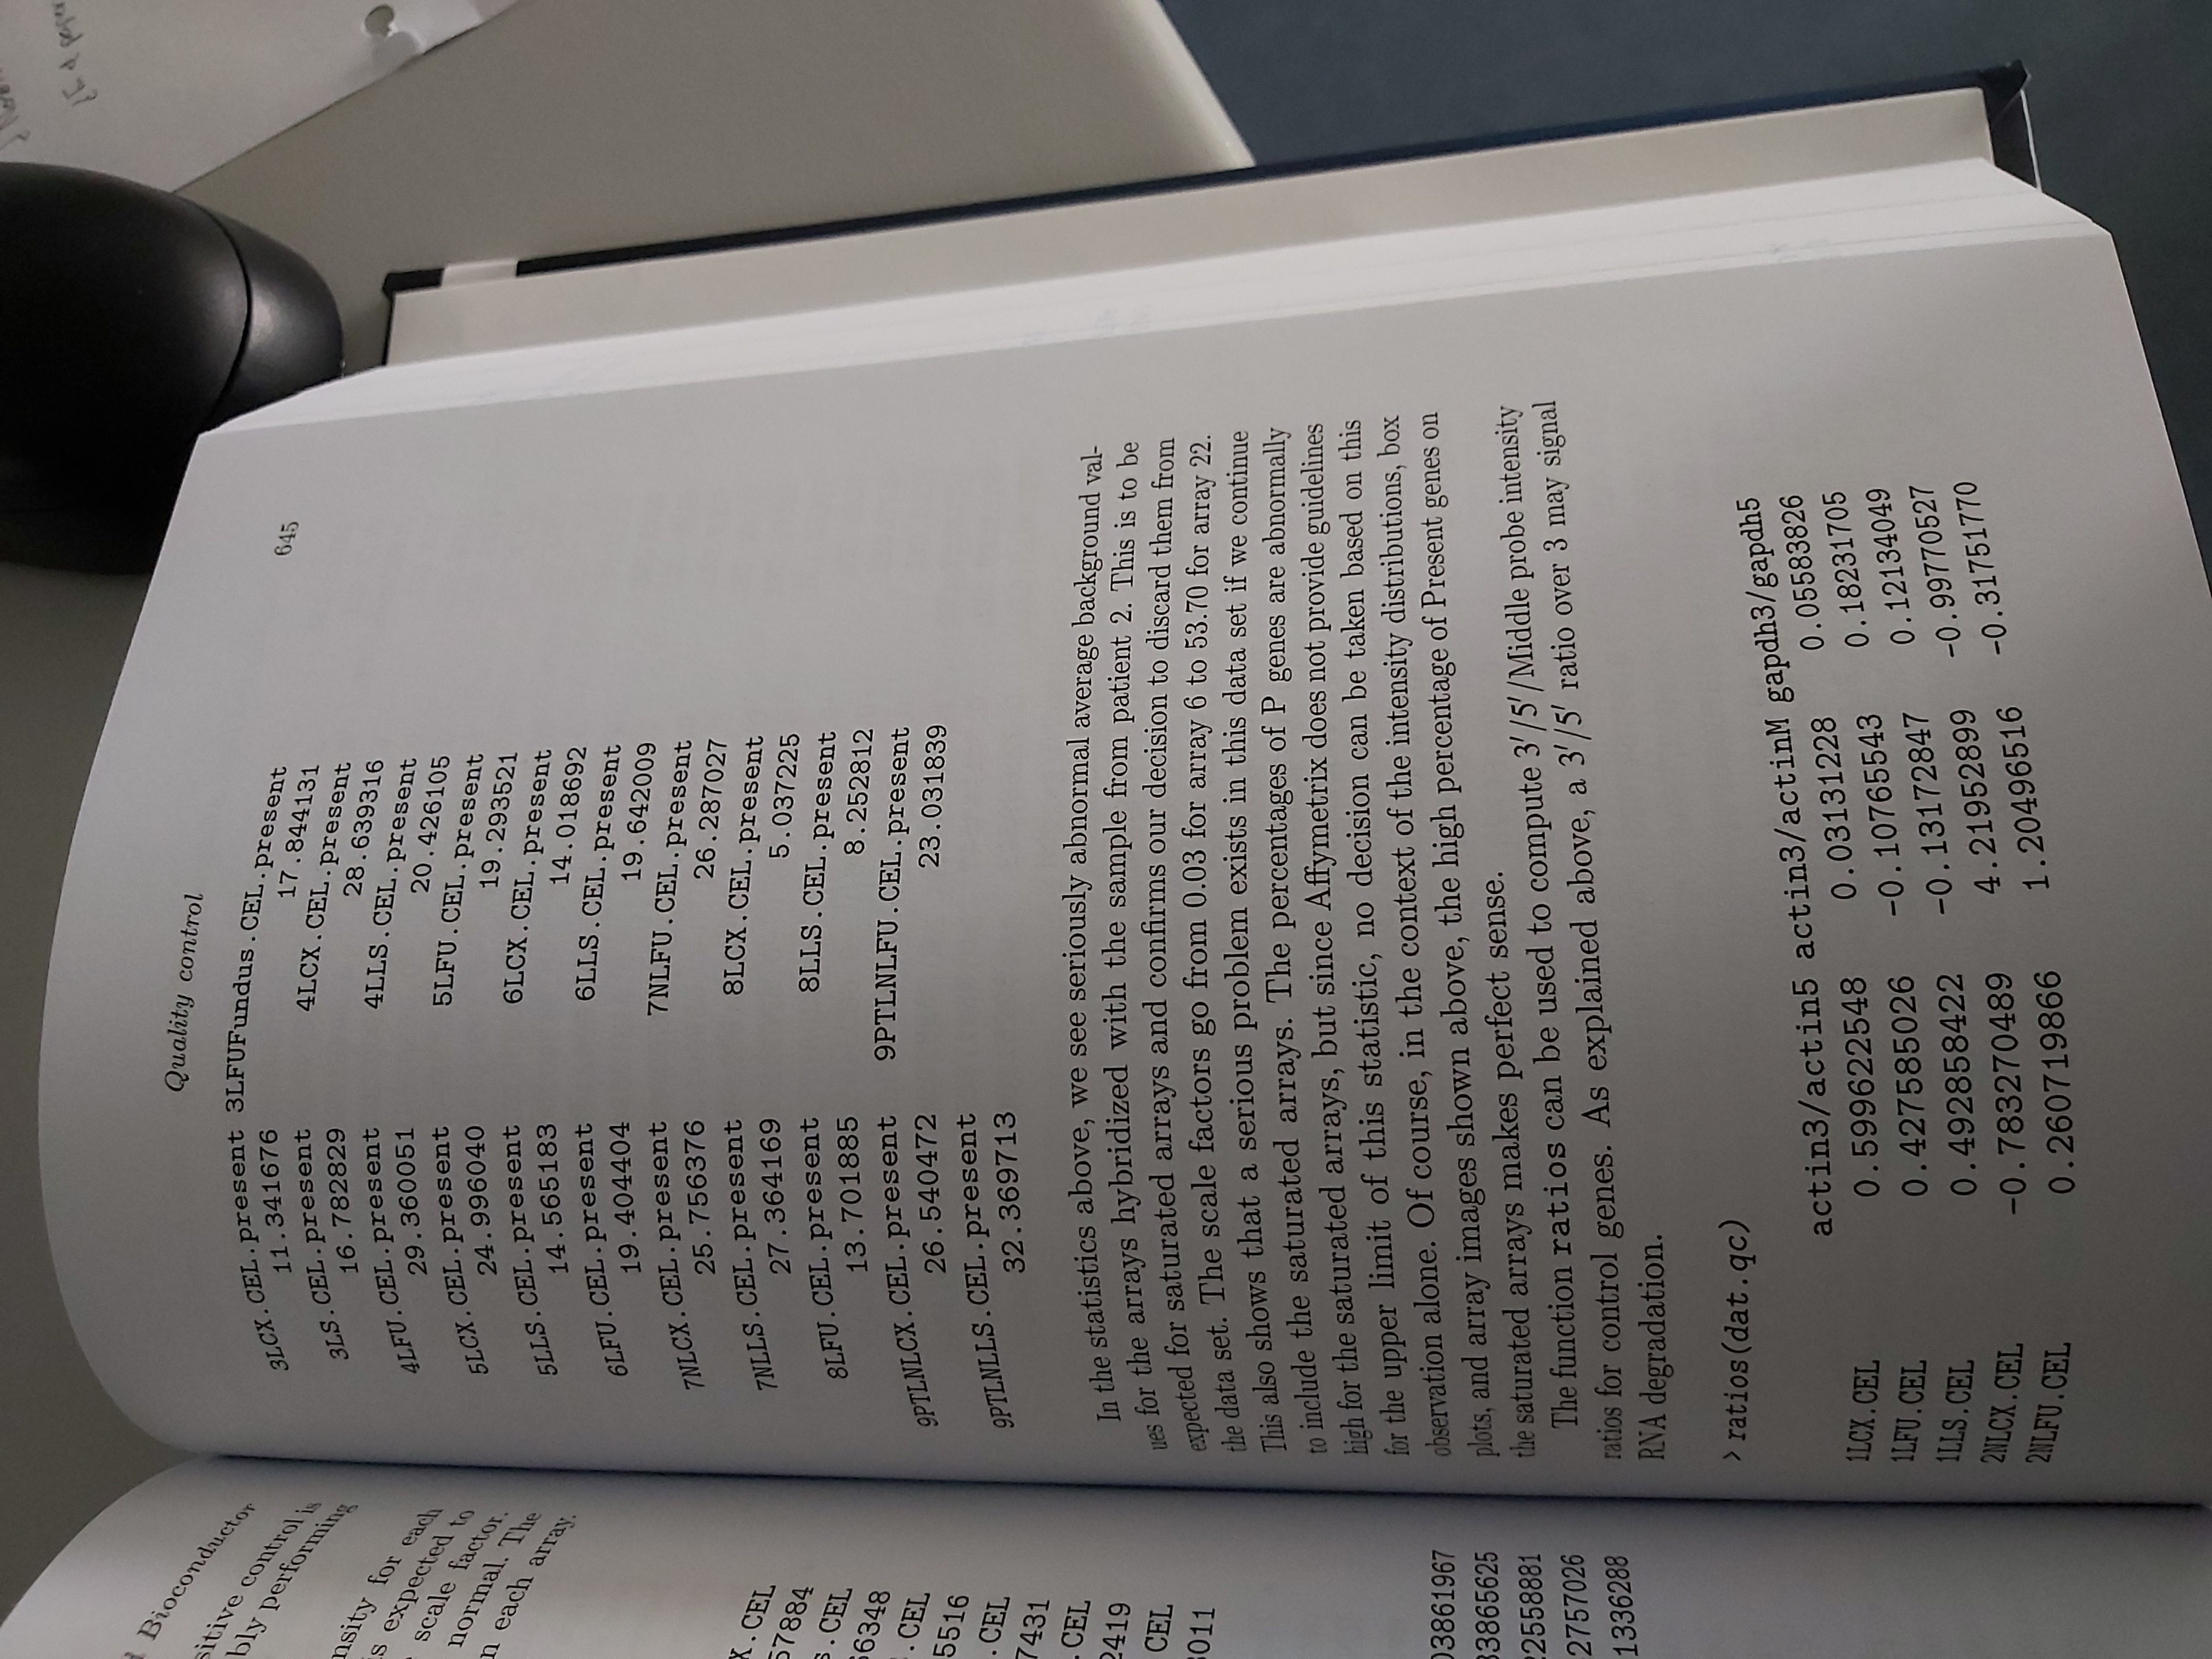 Bioconductor
sitive control is
bly performing
nsity for each
is expected to
scale factor.
normal. The
n each array.
X.CEL
57884
s.CEL
56348
.CEL
5516
.CEL
7431
.CEL
2419
CEL
3011
03861967
33865625
22558881
2757026
1336288
Quality control
645
3LCX.CEL.present 3LFUFundus.CEL.present
11.341676 17.844131
3LS.CEL.present 4LCX.CEL.present
16.782829 28.639316
4LFU.CEL.present 4LLS.CEL.present
29.360051 20.426105
5LCX.CEL.present 5LFU.CEL.present
24.996040 19.293521
5LLS.CEL.present 6LCX.CEL.present
14.565183 14.018692
6LFU.CEL.present 6LLS.CEL.present
19.404404 19.642009
7NLCX.CEL.present 7NLFU.CEL.present
25.756376 26.287027
7NLLS.CEL.present 8LCX.CEL.present
27.364169 5.037225
8LFU.CEL.present 8LLS.CEL.present
13.701885 8.252812
9PTLNLCX.CEL.present 9PTLNLFU.CEL.present
26.540472 23.031839
9PTLNLLS.CEL.present
32.369713
In the statistics above, we see seriously abnormal average background val-
ues for the arrays hybridized with the sample from patient 2. This is to be
expected for saturated arrays and confirms our decision to discard them from
the data set. The scale factors go from 0.03 for array 6 to 53.70 for array 22.
This also shows that a serious problem exists in this data set if we continue
to include the saturated arrays. The percentages of P genes are abnormally
high for the saturated arrays, but since Affymetrix does not provide guidelines
for the upper limit of this statistic, no decision can be taken based on this
observation alone. Of course, in the context of the intensity distributions, box
plots, and array images shown above, the high percentage of Present genes on
the saturated arrays makes perfect sense.
The function ratios can be used to compute 3′/5′/Middle probe intensity
ratios for control genes. As explained above, a 3′/5′ ratio over 3 may signal
RNA degradation.
> ratios(dat.qc)
actin3/actin5 actin3/actinM gapdh3/gapdh5
1LCX.CEL 0.599622548 0.03131228 0.05583826
1LFU.CEL 0.427585026 -0.10765543 0.18231705
1LLS.CEL 0.492858422 -0.13172847 0.12134049
2NLCX.CEL -0.783270489 4.21952899 -0.99770527
2NLFU.CEL 0.260719866 1.20496516 -0.31751770